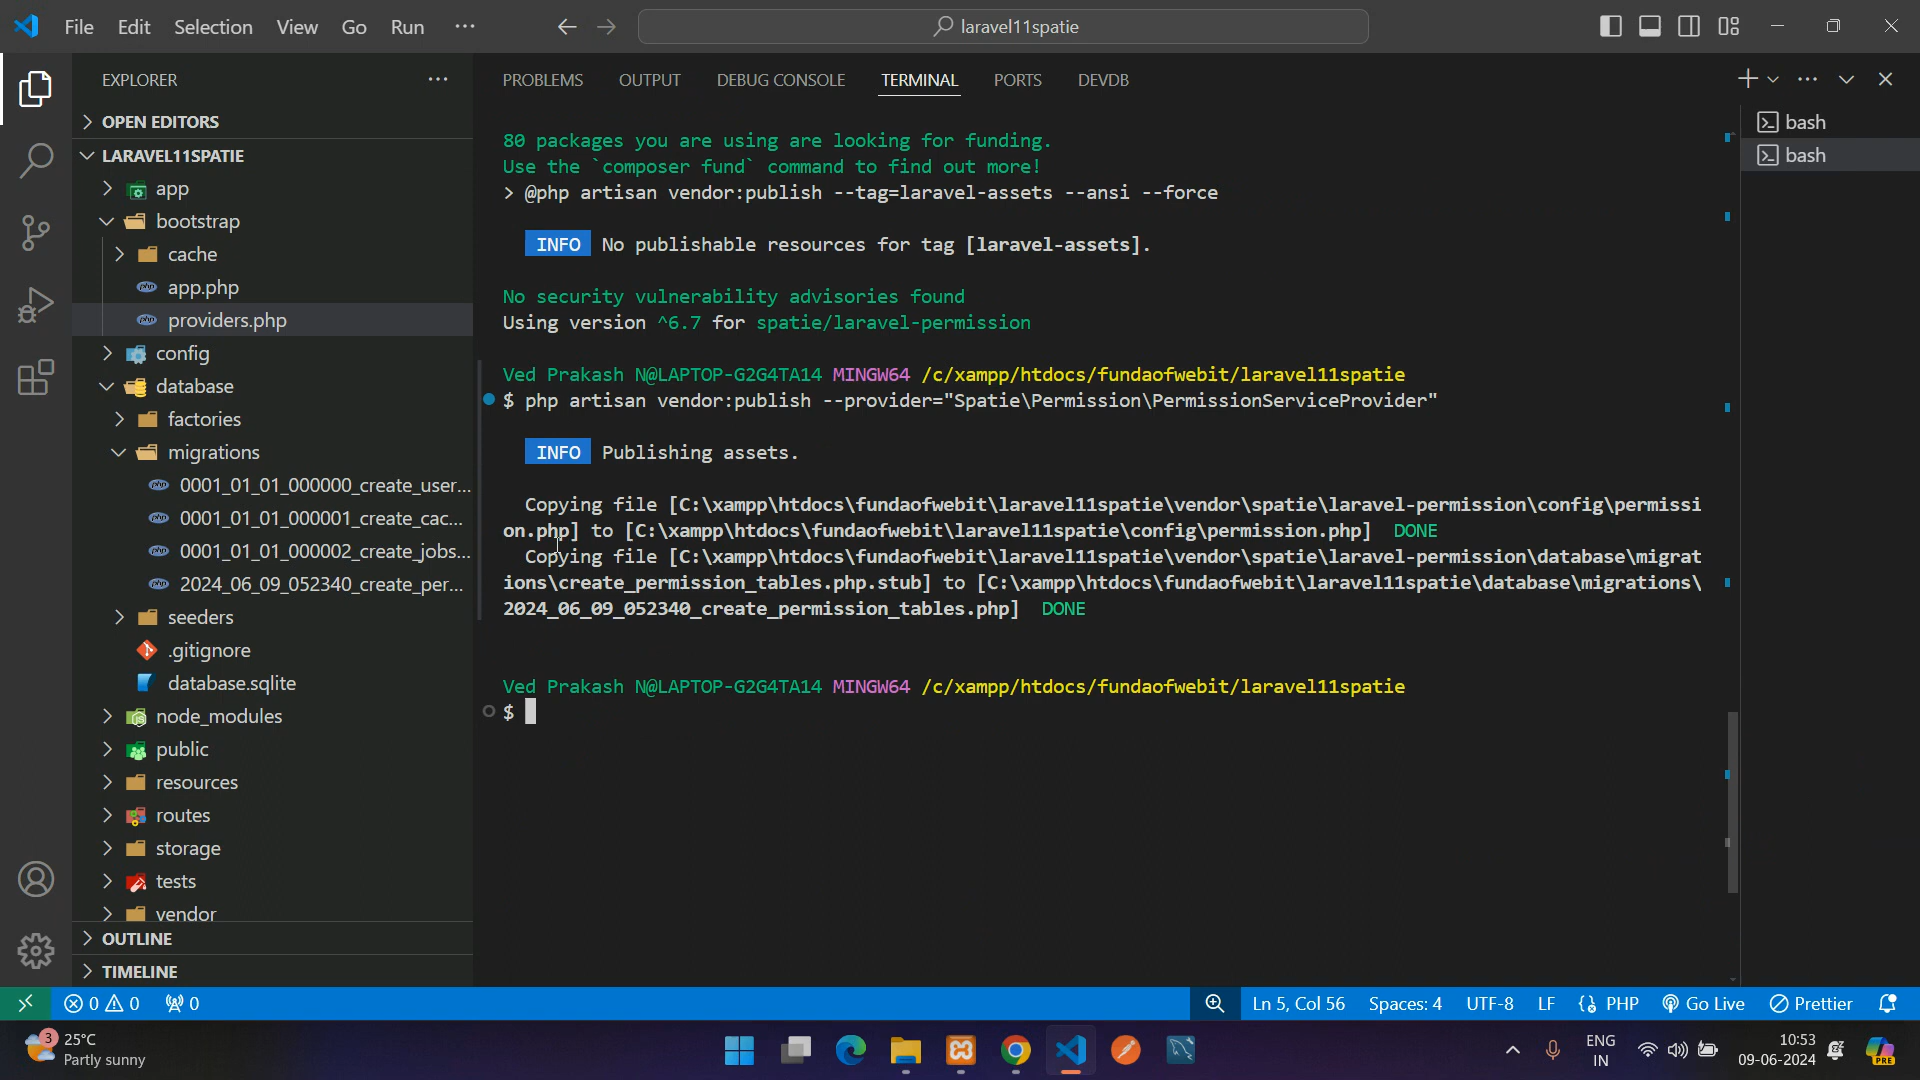 File Edit Selection View Go Run ···
laravel11spatie
EXPLORER
OPEN EDITORS
LARAVEL11SPATIE
app
bootstrap
cache
app.php
providers.php
config
database
factories
migrations
0001_01_01_000000_create_user...
0001_01_01_000001_create_cac...
0001_01_01_000002_create_jobs...
2024_06_09_052340_create_per...
seeders
.gitignore
database.sqlite
node_modules
public
resources
routes
storage
tests
vendor
OUTLINE
TIMELINE
PROBLEMS OUTPUT DEBUG CONSOLE TERMINAL PORTS DEVDB
80 packages you are using are looking for funding.
Use the `composer fund` command to find out more!
> @php artisan vendor:publish --tag=laravel-assets --ansi --force
INFO No publishable resources for tag [laravel-assets].
No security vulnerability advisories found
Using version ^6.7 for spatie/laravel-permission
Ved Prakash N@LAPTOP-G2G4TA14 MINGW64 /c/xampp/htdocs/fundaofwebit/laravel11spatie
$ php artisan vendor:publish --provider="Spatie\Permission\PermissionServiceProvider"
INFO Publishing assets.
Copying file [C:\xampp\htdocs\fundaofwebit\laravel11spatie\vendor\spatie\laravel-permission\config\permissi
on.php] to [C:\xampp\htdocs\fundaofwebit\laravel11spatie\config\permission.php] DONE
Copying file [C:\xampp\htdocs\fundaofwebit\laravel11spatie\vendor\spatie\laravel-permission\database\migrat
ions\create_permission_tables.php.stub] to [C:\xampp\htdocs\fundaofwebit\laravel11spatie\database\migrations\
2024_06_09_052340_create_permission_tables.php] DONE
Ved Prakash N@LAPTOP-G2G4TA14 MINGW64 /c/xampp/htdocs/fundaofwebit/laravel11spatie
$
bash
bash
0 0 0
Ln 5, Col 56 Spaces: 4 UTF-8 LF PHP Go Live Prettier
3
25°C
Partly sunny
ENG
IN
10:53
09-06-2024
PRE